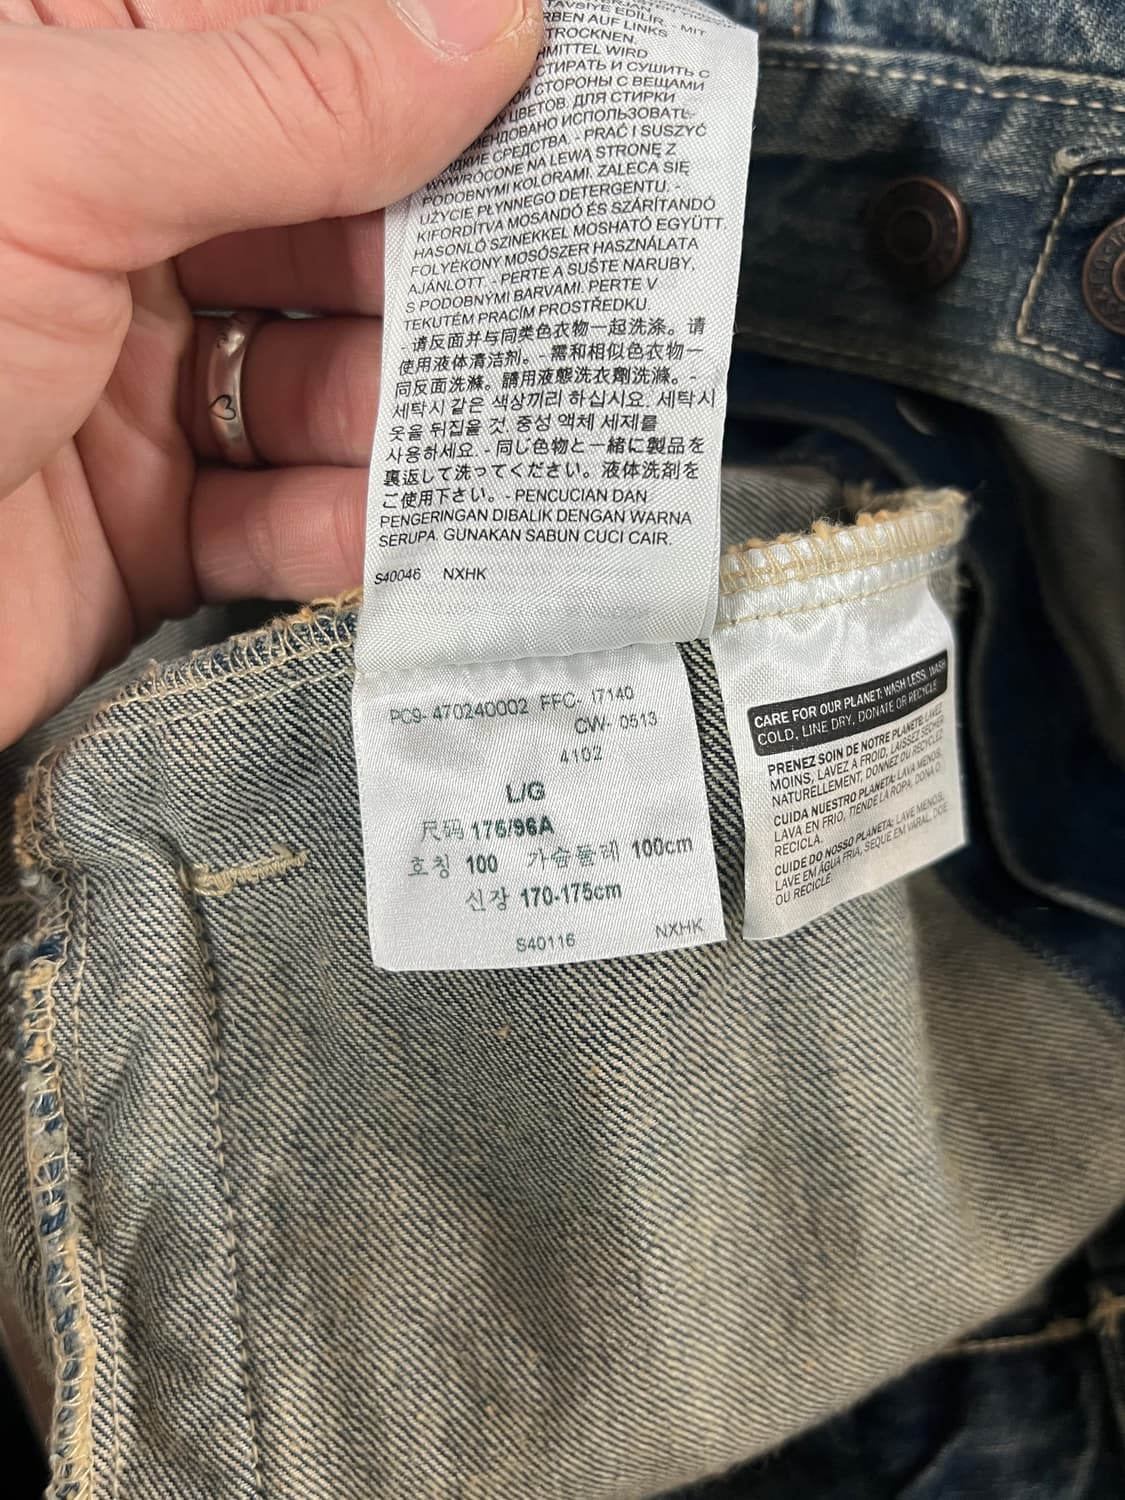 TAVSİYE EDİLİR.
RBEN AUF LINKS MIT
TROCKNEN.
MITTEL WIRD
СТИРАТЬ И СУШИТЬ С
ОЙ СТОРОНЫ С ВЕЩАМИ
ЦВЕТОВ. ДЛЯ СТИРКИ
МЕНДОВАНО ИСПОЛЬЗОВАТЬ
ЖИДКИЕ СРЕДСТВА. - PRAĆ I SUSZYĆ
WYWRÓCONE NA LEWĄ STRONĘ Z
PODOBNYMI KOLORAMI. ZALECA SIĘ
UŻYCIE PŁYNNEGO DETERGENTU. -
KIFORDÍTVA MOSANDÓ ÉS SZÁRÍTANDÓ
HASONLÓ SZINEKKEL MOSHATÓ EGYÜTT.
FOLYÉKONY MOSÓSZER HASZNÁLATA
AJÁNLOTT. - PERTE A SUŠTE NARUBY,
S PODOBNÝMI BARVAMI. PERTE V
TEKUTÉM PRACÍM PROSTŘEDKU.
- 请反面并与同类色衣物一起洗涤。请
使用液体清洁剂。-需和相似色衣物一
同反面洗滌。請用液態洗衣劑洗滌。-
세탁시 같은 색상끼리 하십시오. 세탁시
옷을 뒤집을 것. 중성 액체 세제를
사용하세요. - 同じ色物と一緒に製品を
裏返して洗ってください。液体洗剤を
ご使用下さい。- PENCUCIAN DAN
PENGERINGAN DIBALIK DENGAN WARNA
SERUPA. GUNAKAN SABUN CUCI CAIR.
S40046 NXHK
PC9- 470240002 FFC- 17140
CW- 0513
4102
L/G
尺码 176/96A
호칭 100 가슴둘레 100cm
신장 170-175cm
S40116 NXHK
CARE FOR OUR PLANET: WASH LESS, WASH
COLD, LINE DRY, DONATE OR RECYCLE
PRENEZ SOIN DE NOTRE PLANÈTE: LAVEZ
MOINS, LAVEZ À FROID, LAISSEZ SÉCHER
NATURELLEMENT, DONNEZ OU RECYCLEZ
CUIDA NUESTRO PLANETA: LAVA MENOS,
LAVA EN FRIO, TIENDE LA ROPA, DONA O
RECICLA.
CUIDE DO NOSSO PLANETA: LAVE MENOS,
LAVE EM ÁGUA FRIA, SEQUE EM VARAL, DOE
OU RECICLE.